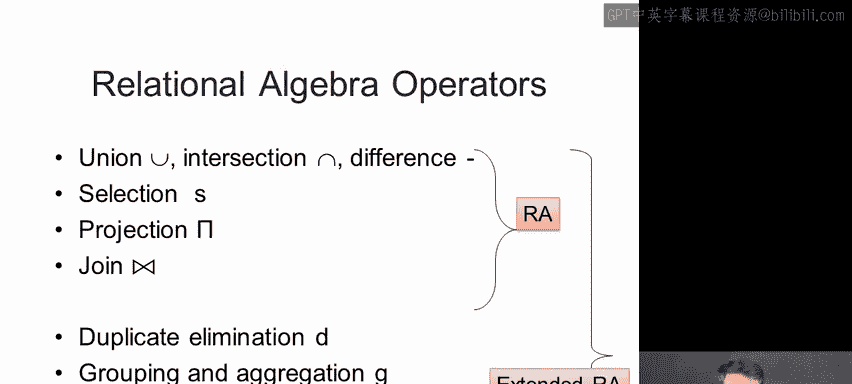 GPT中英字幕课程资源@bilibili.com
Relational Algebra Operators
• Union ∪, intersection ∩, difference -
• Selection s
• Projection Π
• Join ⋈
RA
• Duplicate elimination d
• Grouping and aggregation g
Extended RA